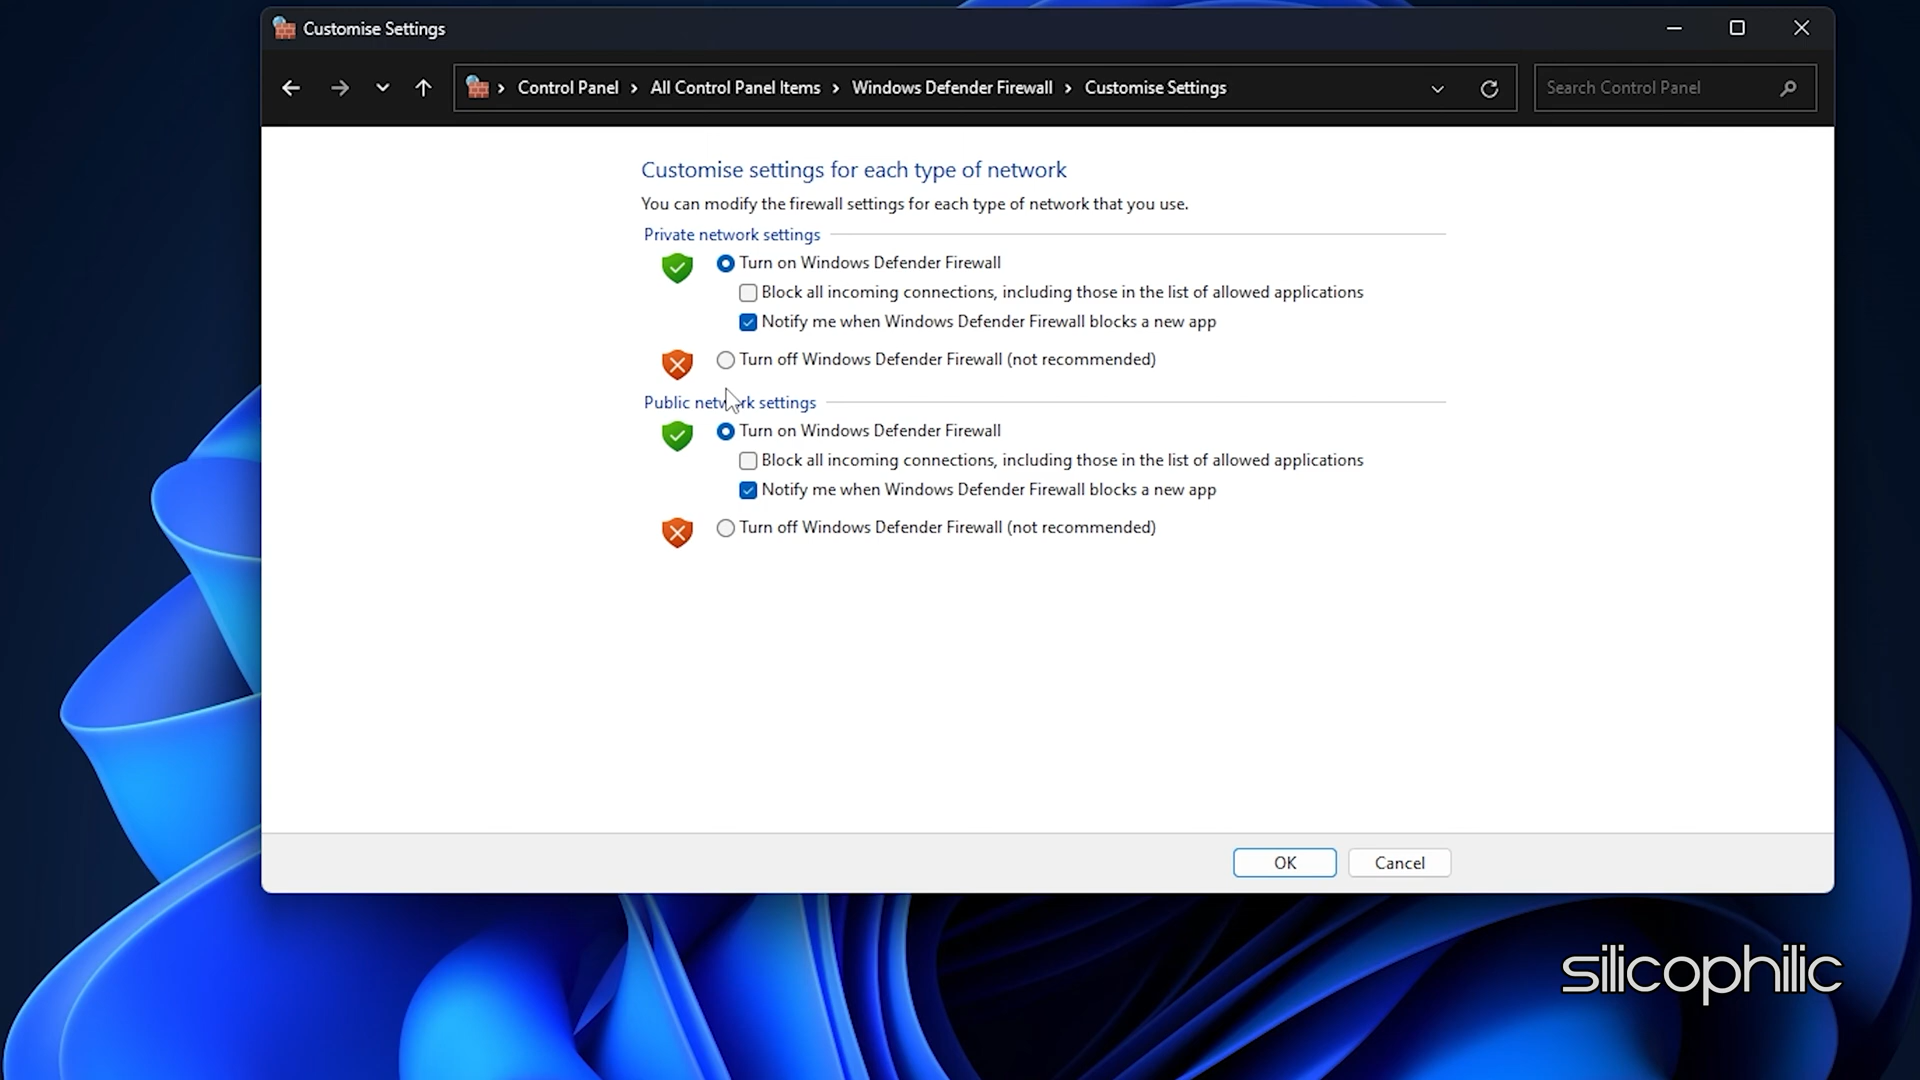 Customise Settings
Control Panel > All Control Panel Items > Windows Defender Firewall > Customise Settings
Search Control Panel
Customise settings for each type of network
You can modify the firewall settings for each type of network that you use.
Private network settings
Turn on Windows Defender Firewall
Block all incoming connections, including those in the list of allowed applications
Notify me when Windows Defender Firewall blocks a new app
Turn off Windows Defender Firewall (not recommended)
Public network settings
Turn on Windows Defender Firewall
Block all incoming connections, including those in the list of allowed applications
Notify me when Windows Defender Firewall blocks a new app
Turn off Windows Defender Firewall (not recommended)
OK Cancel
silicophilic